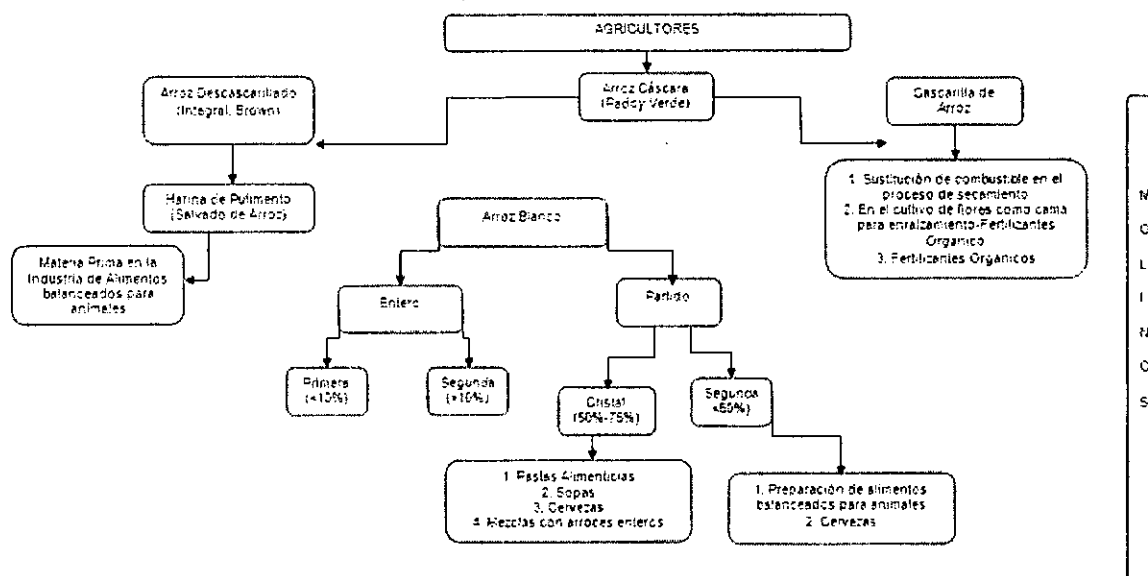 AGRICULTORES
Arroz Descascarillado
(Integral, Brown)
Arroz Cáscara
(Paddy Verde)
Cascarilla de
Arroz
Harina de Pulimento
(Salvado de Arroz)
1. Sustitución de combustible en el
proceso de secamiento
2. En el cultivo de flores como cama
para enraizamiento-Fertilizantes
Organico
3. Fertilizantes Organicos
Arroz Blanco
Materia Prima en la
Industria de Alimentos
balanceados para
animales
Entero
Partido
Primera
(<10%)
Segunda
(>10%)
Cristal
(50%-75%)
Segunda
<50%)
1. Pastas Alimenticias
2. Sopas
3. Cervezas
4. Mezclas con arroces enteros
1. Preparación de alimentos
balanceados para animales
2. Cervezas
M
O
L
I
N
O
S